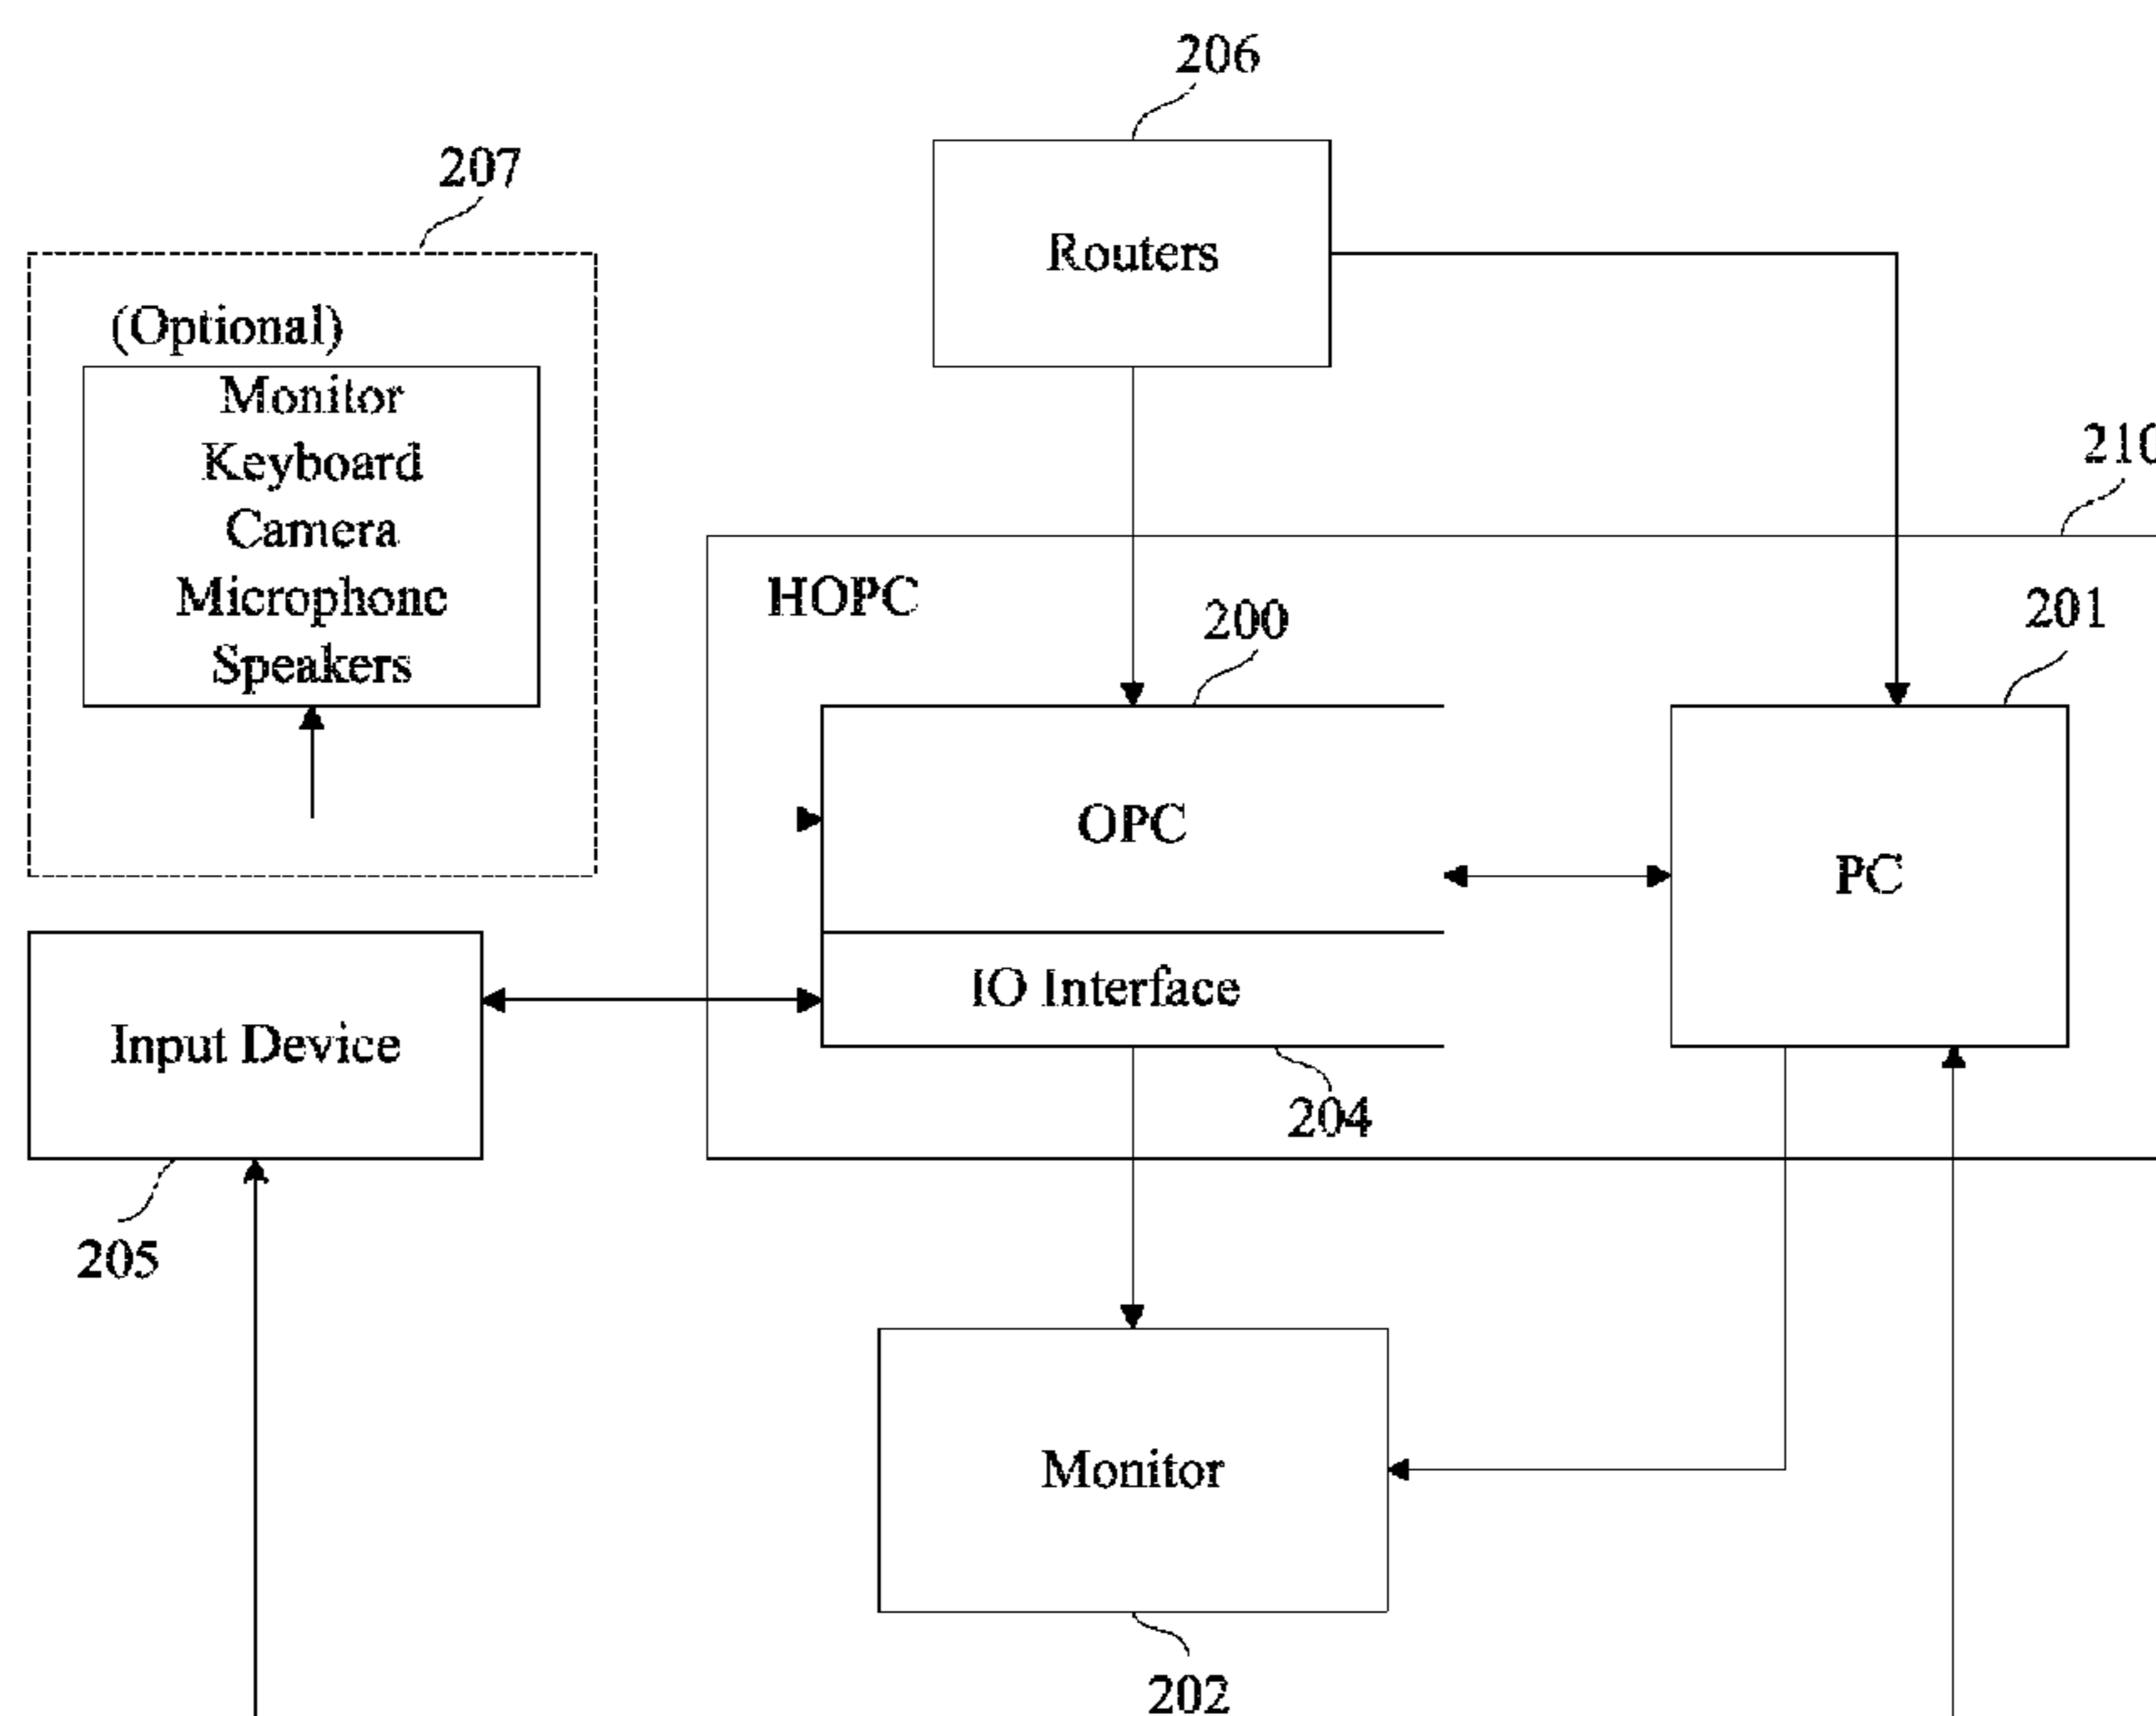 206
207
Routers
(Optional)
Monitor
Keyboard
Camera
Microphone
Speakers
210
HOPC
200
201
OPC
PC
IO Interface
Input Device
204
205
Monitor
202